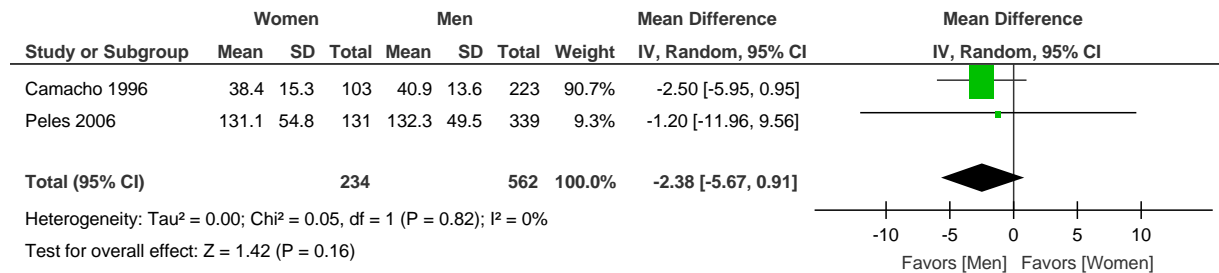 Women Men Mean Difference Mean Difference
Study or Subgroup Mean SD Total Mean SD Total Weight IV, Random, 95% CI IV, Random, 95% CI
Camacho 1996 38.4 15.3 103 40.9 13.6 223 90.7% -2.50 [-5.95, 0.95]
Peles 2006 131.1 54.8 131 132.3 49.5 339 9.3% -1.20 [-11.96, 9.56]
Total (95% CI) 234 562 100.0% -2.38 [-5.67, 0.91]
Heterogeneity: Tau² = 0.00; Chi² = 0.05, df = 1 (P = 0.82); I² = 0%
Test for overall effect: Z = 1.42 (P = 0.16)
-10 -5 0 5 10
Favors [Men] Favors [Women]